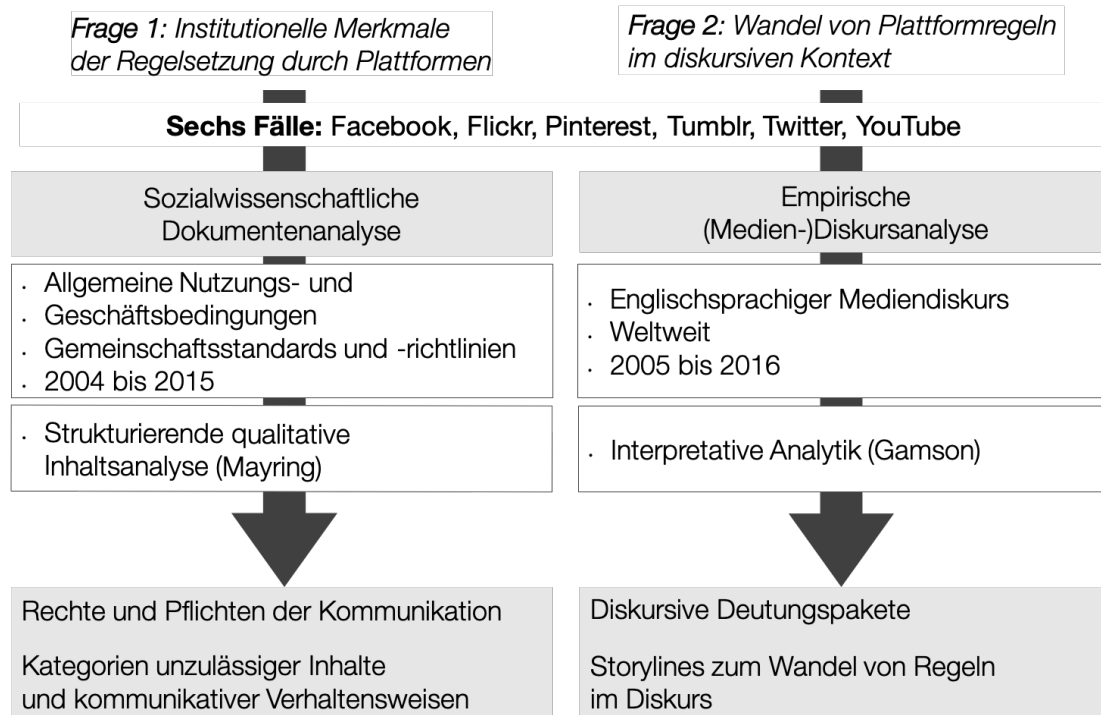 Frage 1: Institutionelle Merkmale
der Regelsetzung durch Plattformen
Frage 2: Wandel von Plattformregeln
im diskursiven Kontext
Sechs Fälle: Facebook, Flickr, Pinterest, Tumblr, Twitter, YouTube
Sozialwissenschaftliche
Dokumentenanalyse
· Allgemeine Nutzungs- und
· Geschäftsbedingungen
· Gemeinschaftsstandards und -richtlinien
· 2004 bis 2015
· Strukturierende qualitative
Inhaltsanalyse (Mayring)
Rechte und Pflichten der Kommunikation
Kategorien unzulässiger Inhalte
und kommunikativer Verhaltensweisen
Empirische
(Medien-)Diskursanalyse
· Englischsprachiger Mediendiskurs
· Weltweit
· 2005 bis 2016
· Interpretative Analytik (Gamson)
Diskursive Deutungspakete
Storylines zum Wandel von Regeln
im Diskurs